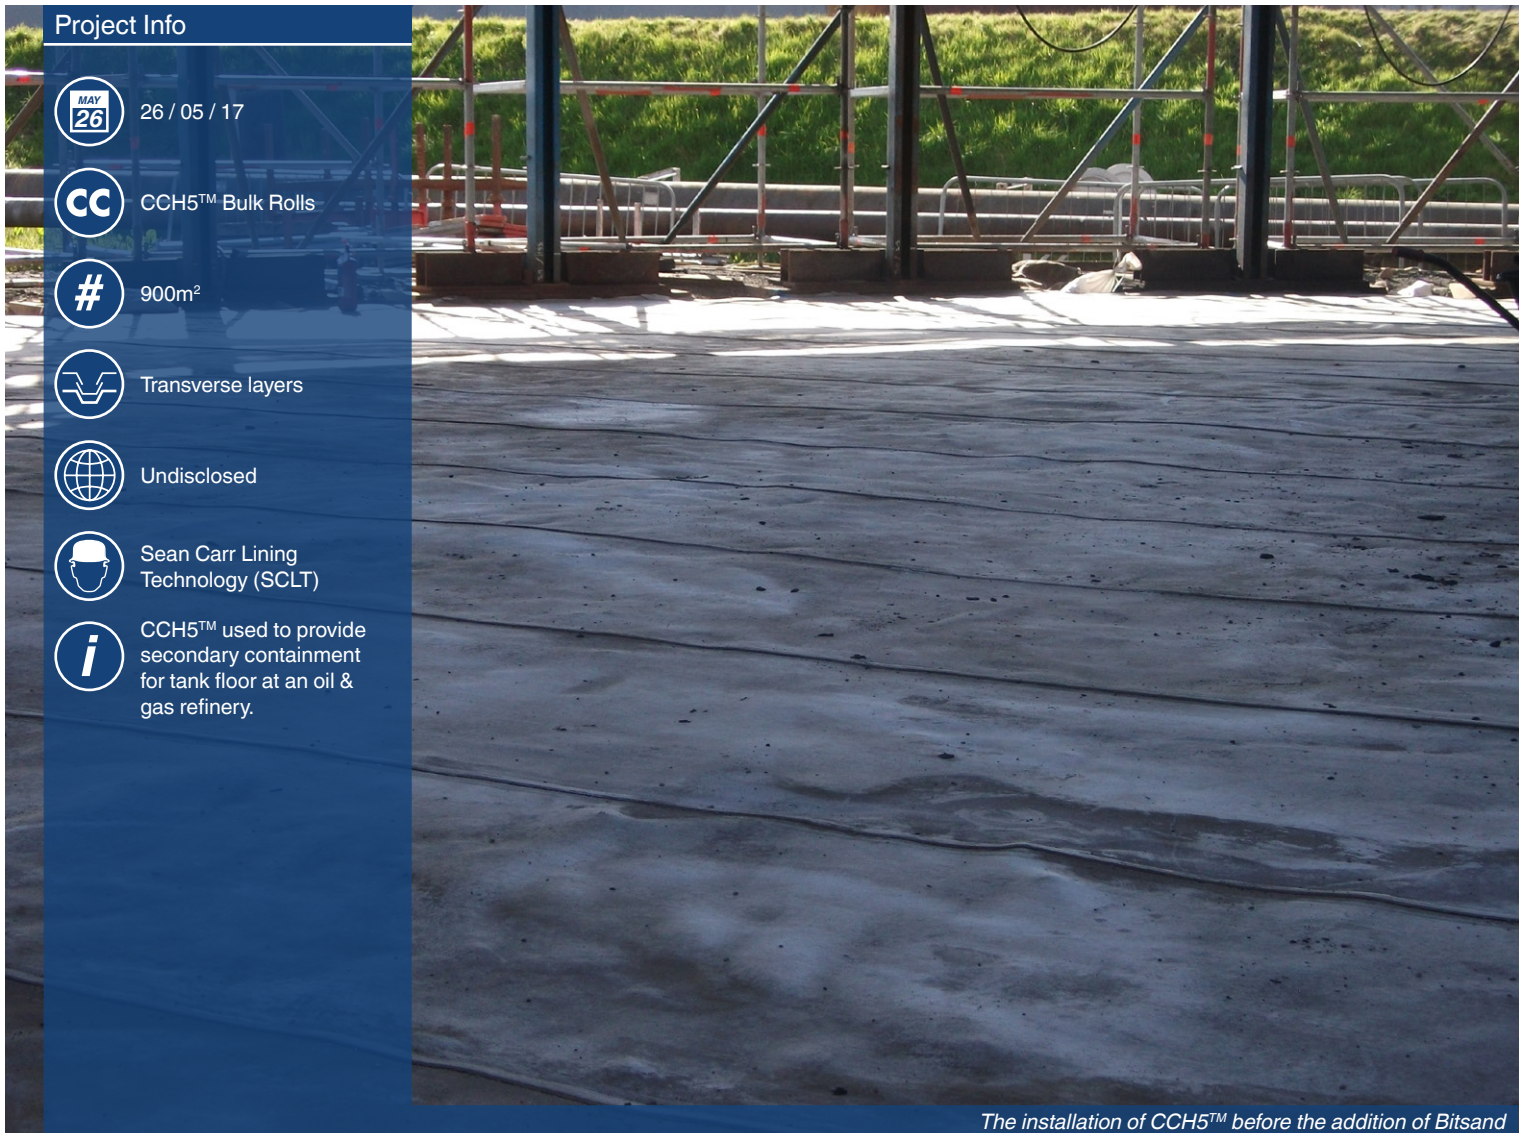 Project Info
MAY
26
26 / 05 / 17
CC
CCH5™ Bulk Rolls
#
900m²
Transverse layers
Undisclosed
Sean Carr Lining
Technology (SCLT)
i
CCH5™ used to provide
secondary containment
for tank floor at an oil &
gas refinery.
The installation of CCH5™ before the addition of Bitsand